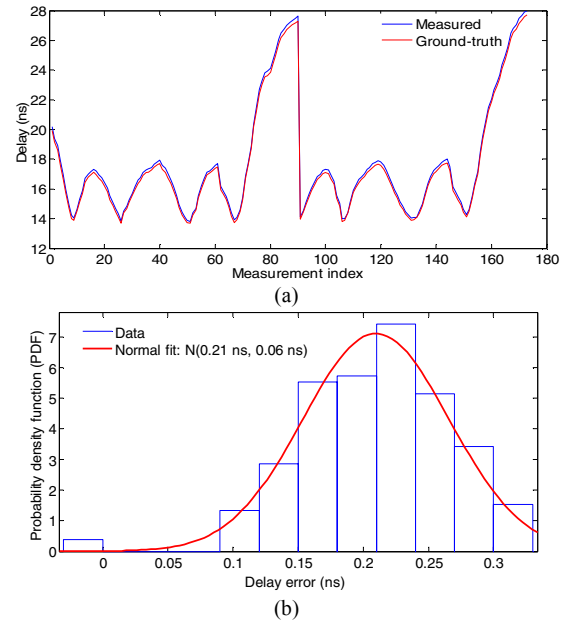 28
26
24
22
20
18
16
14
12
Delay (ns)
Measured
Ground-truth
0 20 40 60 80 100 120 140 160 180
Measurement index
(a)
7
6
5
4
3
2
1
0
Probability density function (PDF)
Data
Normal fit: N(0.21 ns, 0.06 ns)
0 0.05 0.1 0.15 0.2 0.25 0.3
Delay error (ns)
(b)